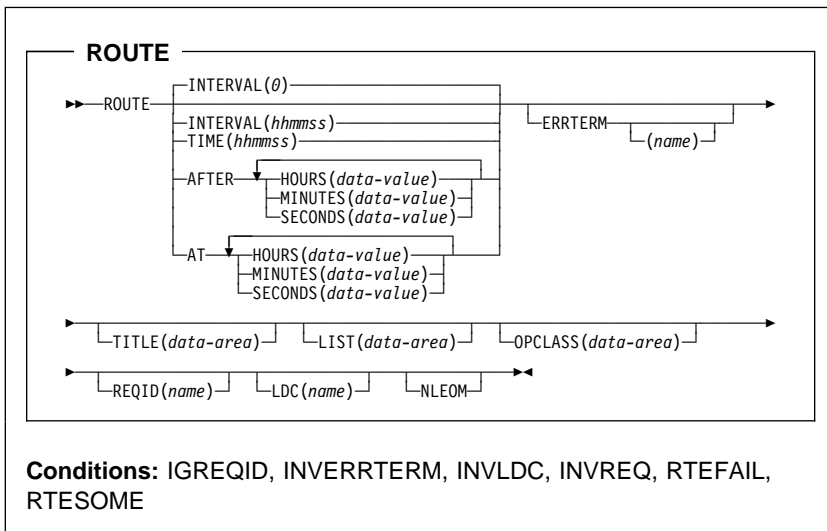 ROUTE
INTERVAL(0)
ROUTE
INTERVAL(hhmmss)
ERRTERM
TIME(hhmmss)
(name)
AFTER HOURS(data-value)
MINUTES(data-value)
SECONDS(data-value)
AT HOURS(data-value)
MINUTES(data-value)
SECONDS(data-value)
TITLE(data-area) LIST(data-area) OPCLASS(data-area)
REQID(name) LDC(name) NLEOM
Conditions: IGREQID, INVERRTERM, INVLDC, INVREQ, RTEFAIL,
RTESOME